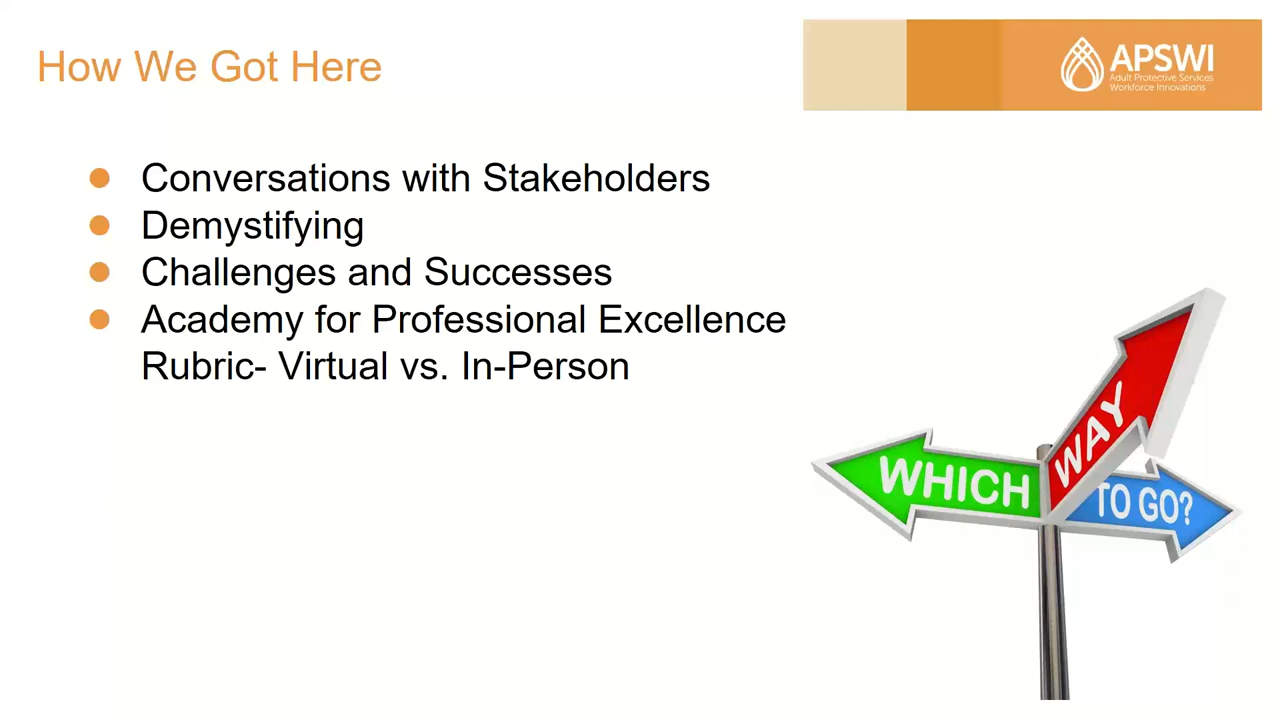 How We Got Here
APSWI
Adult Protective Services
Workforce Innovations
Conversations with Stakeholders
Demystifying
Challenges and Successes
Academy for Professional Excellence
Rubric- Virtual vs. In-Person
WHICH
WAY
TO GO?